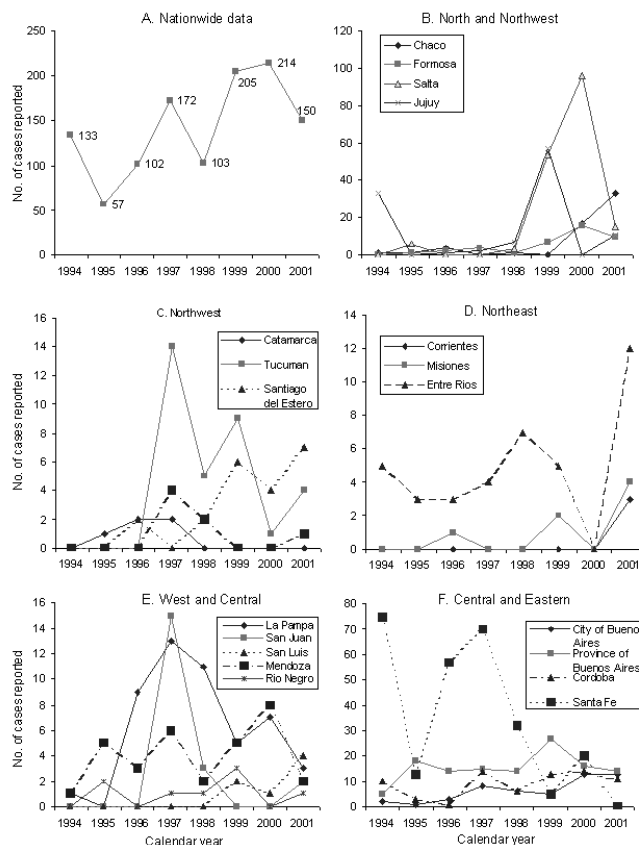 A. Nationwide data
No. of cases reported
250
200
150
100
50
0
133
57
102
172
103
205
214
150
1994 1995 1996 1997 1998 1999 2000 2001
B. North and Northwest
Chaco
Formosa
Salta
Jujuy
120
100
80
60
40
20
0
1994 1995 1996 1997 1998 1999 2000 2001
C. Northwest
Catamarca
Tucuman
Santiago
del Estero
No. of cases reported
16
14
12
10
8
6
4
2
0
1994 1995 1996 1997 1998 1999 2000 2001
D. Northeast
Corrientes
Misiones
Entre Rios
14
12
10
8
6
4
2
0
1994 1995 1996 1997 1998 1999 2000 2001
E. West and Central
La Pampa
San Juan
San Luis
Mendoza
Rio Negro
No. of cases reported
16
14
12
10
8
6
4
2
0
1994 1995 1996 1997 1998 1999 2000 2001
Calendar year
F. Central and Eastern
City of Bueno
Aires
Province of
Buenos Aires
Cordoba
Santa Fe
80
70
60
50
40
30
20
10
0
1994 1995 1996 1997 1998 1999 2000 2001
Calendar year